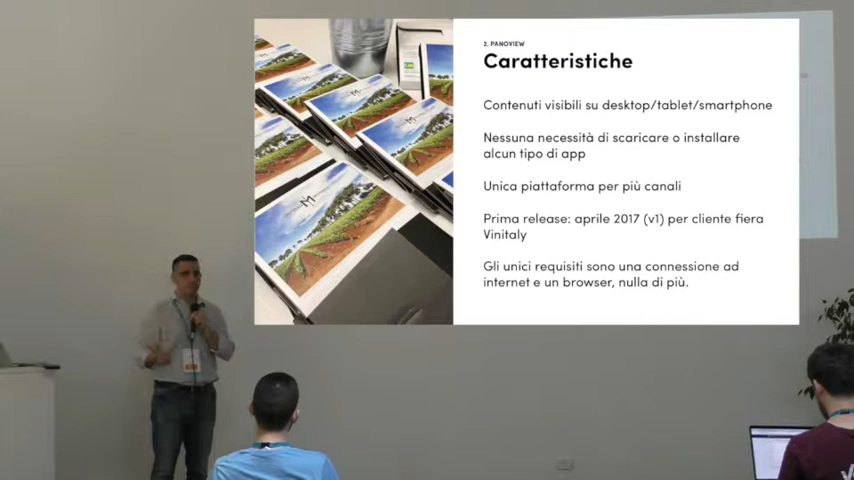 2. PANOVIEW
Caratteristiche
Contenuti visibili su desktop/tablet/smartphone
Nessuna necessità di scaricare o installare
alcun tipo di app
Unica piattaforma per più canali
Prima release: aprile 2017 (v1) per cliente fiera
Vinitaly
Gli unici requisiti sono una connessione ad
internet e un browser, nulla di più.